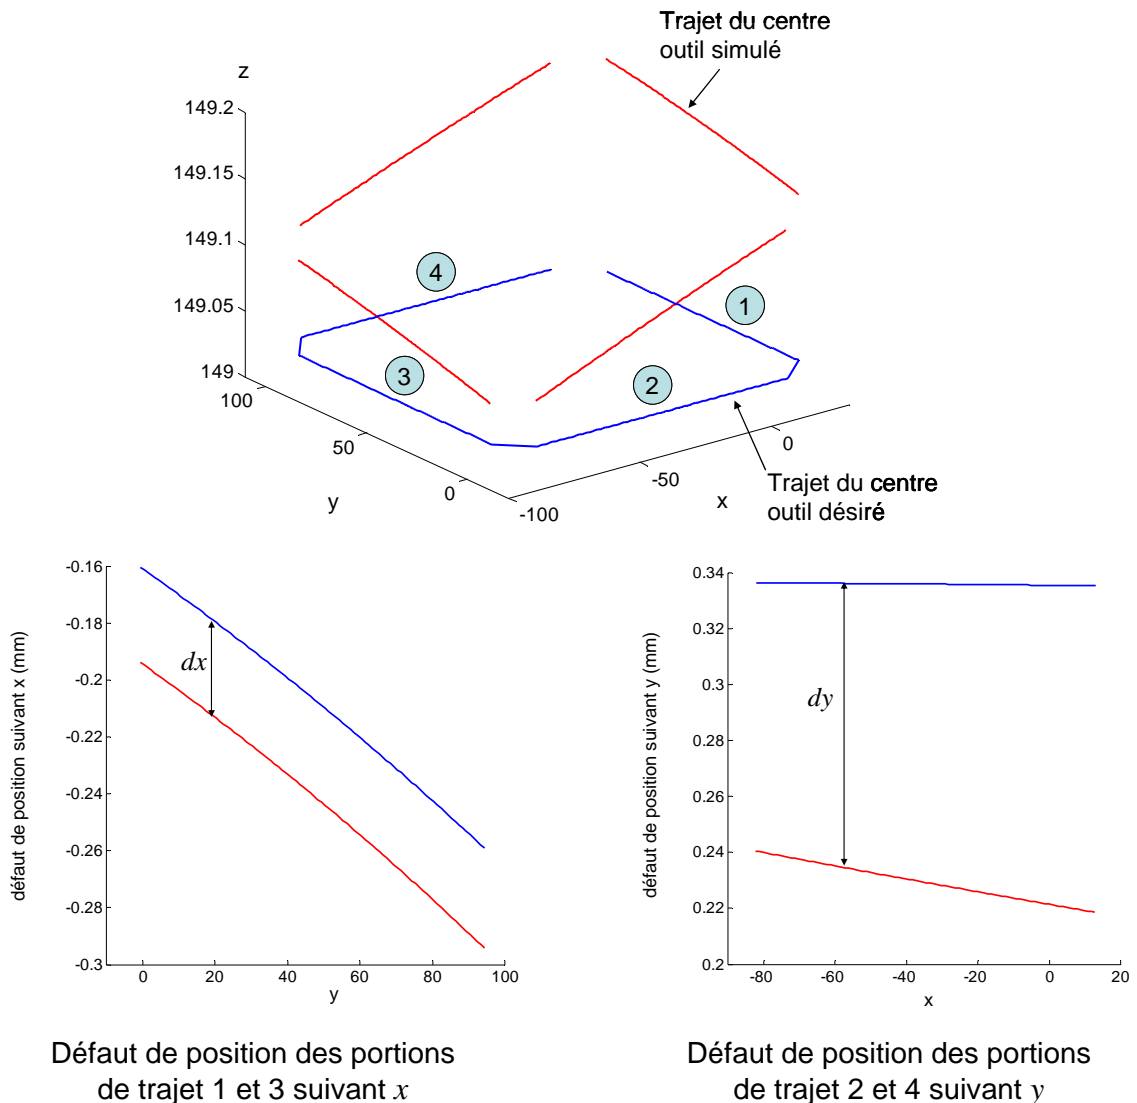 Trajet du centre
outil simulé
z
149.2
149.15
149.1
149.05
149
100
50
0
y
-100
-50
0
x
4
1
3
2
Trajet du centre
outil désiré
-0.16
-0.18
-0.2
-0.22
-0.24
-0.26
-0.28
-0.3
0
20
40
60
80
100
y
défaut de position suivant x (mm)
dx
0.34
0.32
0.3
0.28
0.26
0.24
0.22
0.2
-80
-60
-40
-20
0
20
x
défaut de position suivant y (mm)
dy
Défaut de position des portions
de trajet 1 et 3 suivant x
Défaut de position des portions
de trajet 2 et 4 suivant y